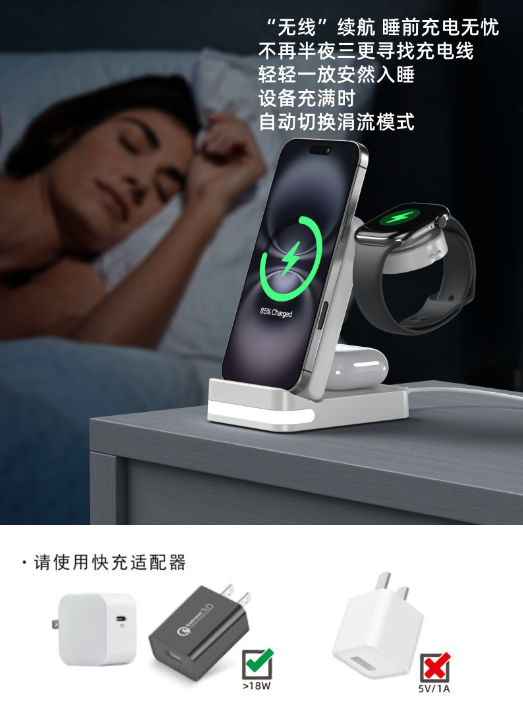 “无线”续航 睡前充电无忧
不再半夜三更寻找充电线
轻轻一放安然入睡
设备充满时
自动切换涓流模式
85% Charged
·请使用快充适配器
3.0
>18W
5V/1A